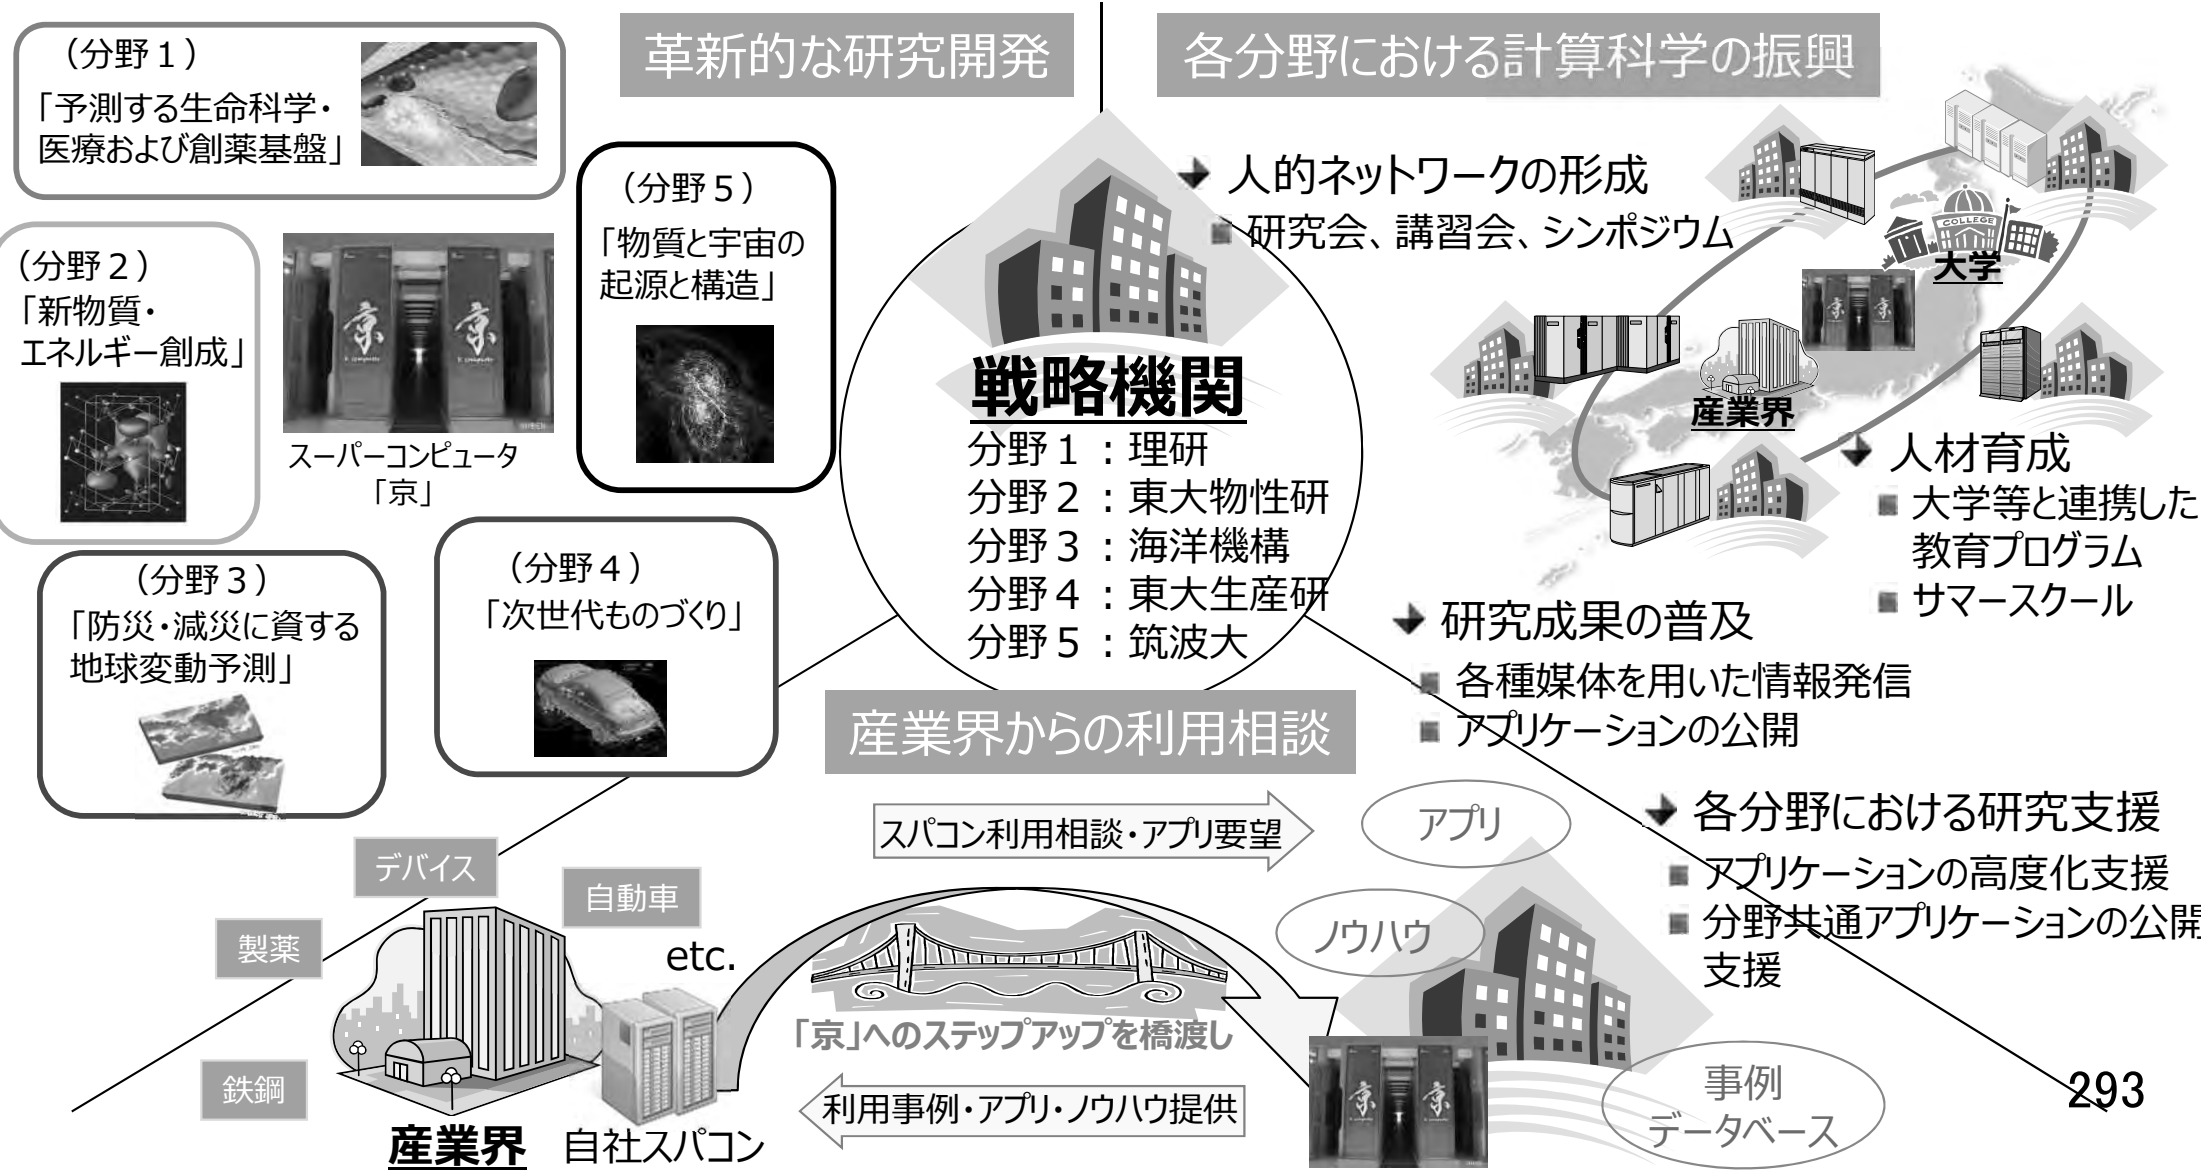 革新的な研究開発
(分野1)
「予測する生命科学・
医療および創薬基盤」
(分野2)
「新物質・
エネルギー創成」
京
京
スーパーコンピュータ
「京」
(分野5)
「物質と宇宙の
起源と構造」
(分野3)
「防災・減災に資する
地球変動予測」
(分野4)
「次世代ものづくり」
戦略機関
分野1:理研
分野2:東大物性研
分野3:海洋機構
分野4:東大生産研
分野5:筑波大
各分野における計算科学の振興
人的ネットワークの形成
研究会、講習会、シンポジウム
COLLEGE
大学
京
京
産業界
人材育成
大学等と連携した
教育プログラム
サマースクール
研究成果の普及
各種媒体を用いた情報発信
アプリケーションの公開
各分野における研究支援
アプリケーションの高度化支援
分野共通アプリケーションの公開
支援
産業界からの利用相談
スパコン利用相談・アプリ要望
アプリ
ノウハウ
デバイス
自動車
製薬
etc.
鉄鋼
「京」へのステップアップを橋渡し
利用事例・アプリ・ノウハウ提供
産業界
自社スパコン
京
京
事例
データベース
293